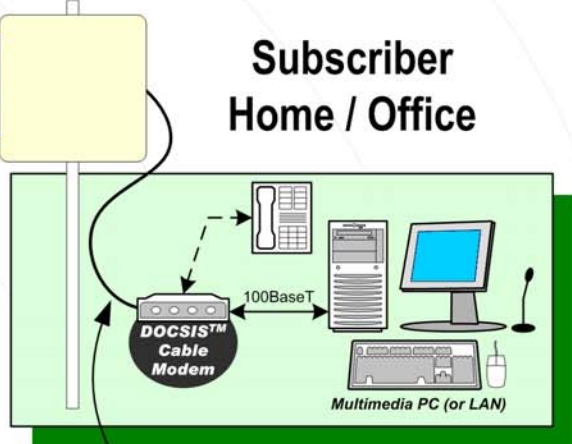 Subscriber
Home / Office
100BaseT
DOCSIS™
Cable
Modem
Multimedia PC (or LAN)